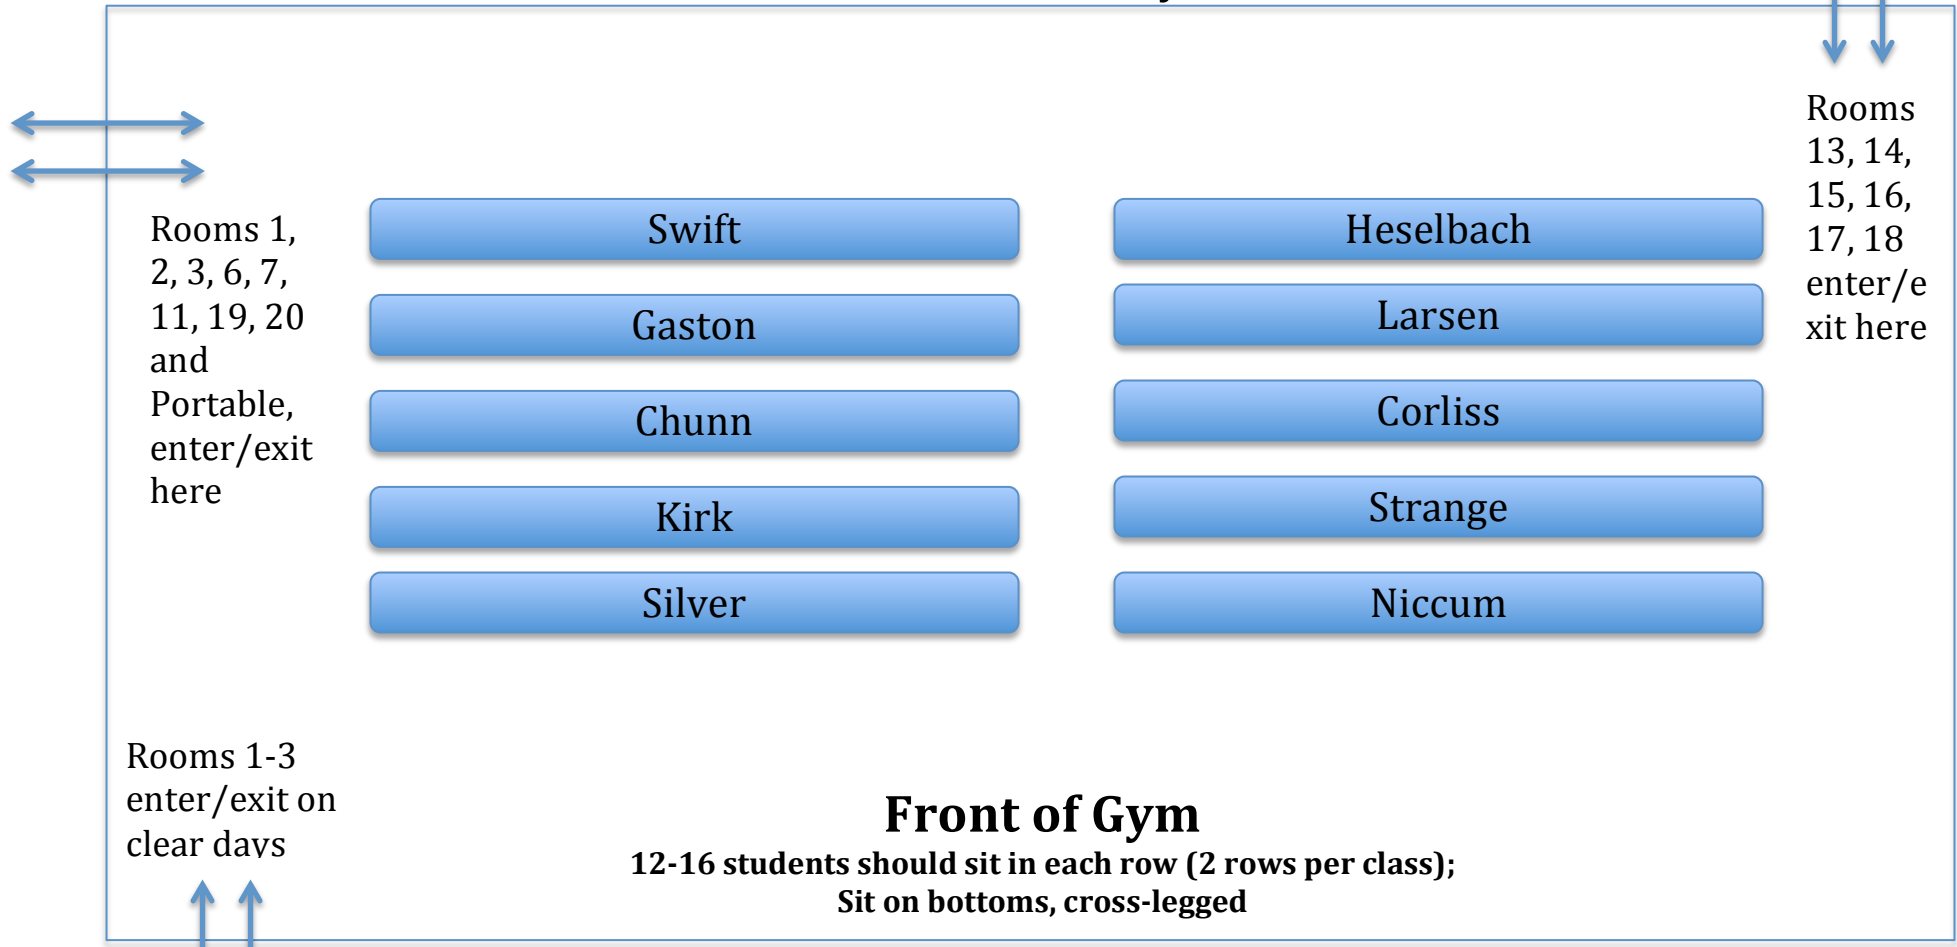 Rooms 1,
2, 3, 6, 7,
11, 19, 20
and
Portable,
enter/exit
here
Swift
Gaston
Chunn
Kirk
Silver
Heselbach
Larsen
Corliss
Strange
Niccum
Rooms
13, 14,
15, 16,
17, 18
enter/e
xit here
Rooms 1-3
enter/exit on
clear days
Front of Gym
12-16 students should sit in each row (2 rows per class);
Sit on bottoms, cross-legged